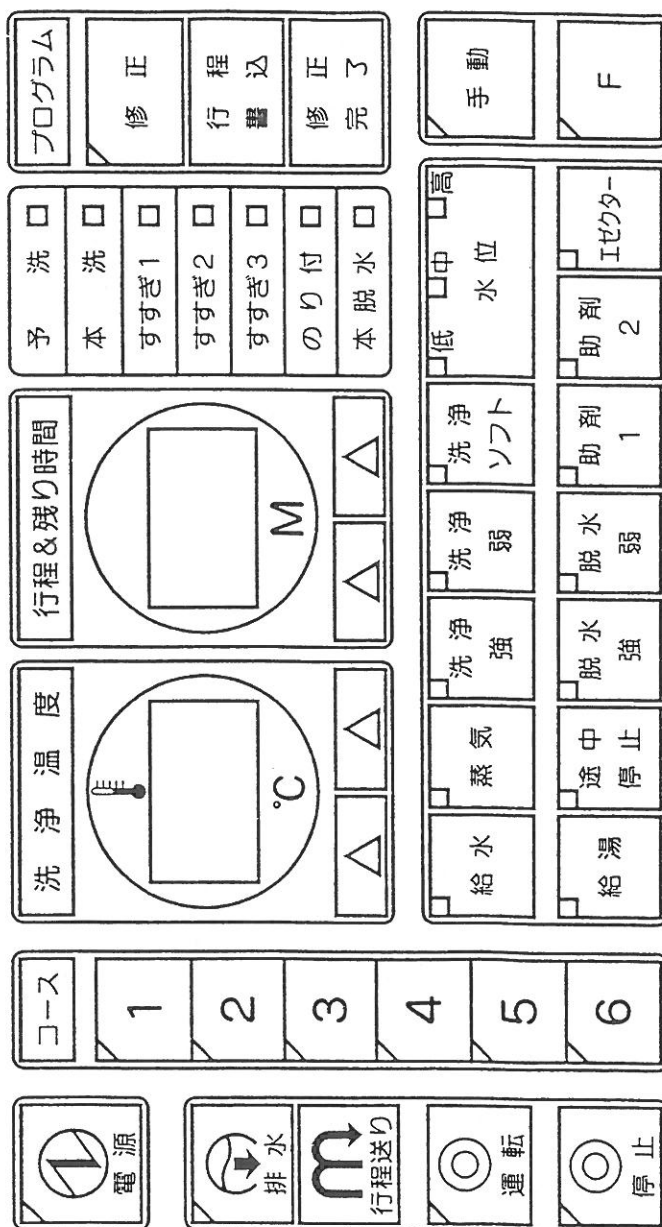 電源
排水
行程送り
運転
停止
コース
1
2
3
4
5
6
洗浄温度
℃
行程&残り時間
M
予洗
本洗
すすぎ1
すすぎ2
すすぎ3
のり付
本脱水
プログラム
修正
行程
書込
修正
完了
給水
蒸気
洗浄
強
洗浄
弱
洗浄
ソフト
低 中 高
水位
給湯
途中
停止
脱水
強
脱水
弱
助剤
1
助剤
2
エゼクター
手動
F